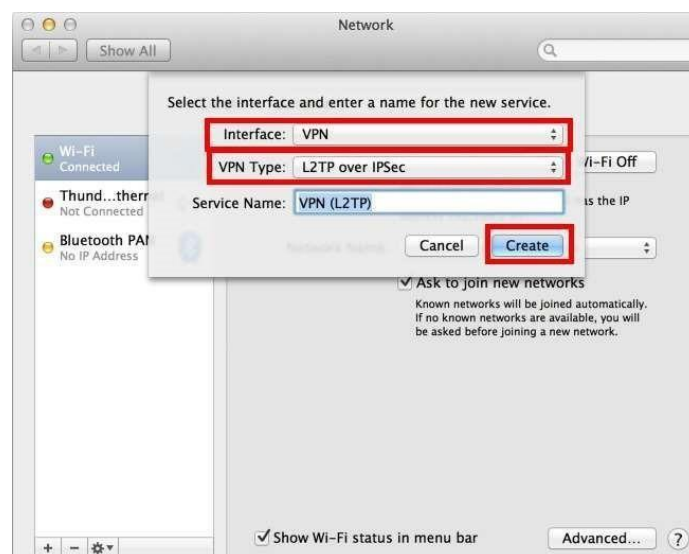 Network
Show All
Select the interface and enter a name for the new service.
Interface: VPN
Wi-Fi
Connected
VPN Type: L2TP over IPSec
i-Fi Off
Thund...therr
Not Connected
Service Name: VPN (L2TP)
as the IP
Bluetooth PAN
No IP Address
Network Name:
Cancel
Create
Ask to join new networks
Known networks will be joined automatically.
If no known networks are available, you will
be asked before joining a new network.
Show Wi-Fi status in menu bar
Advanced...
?